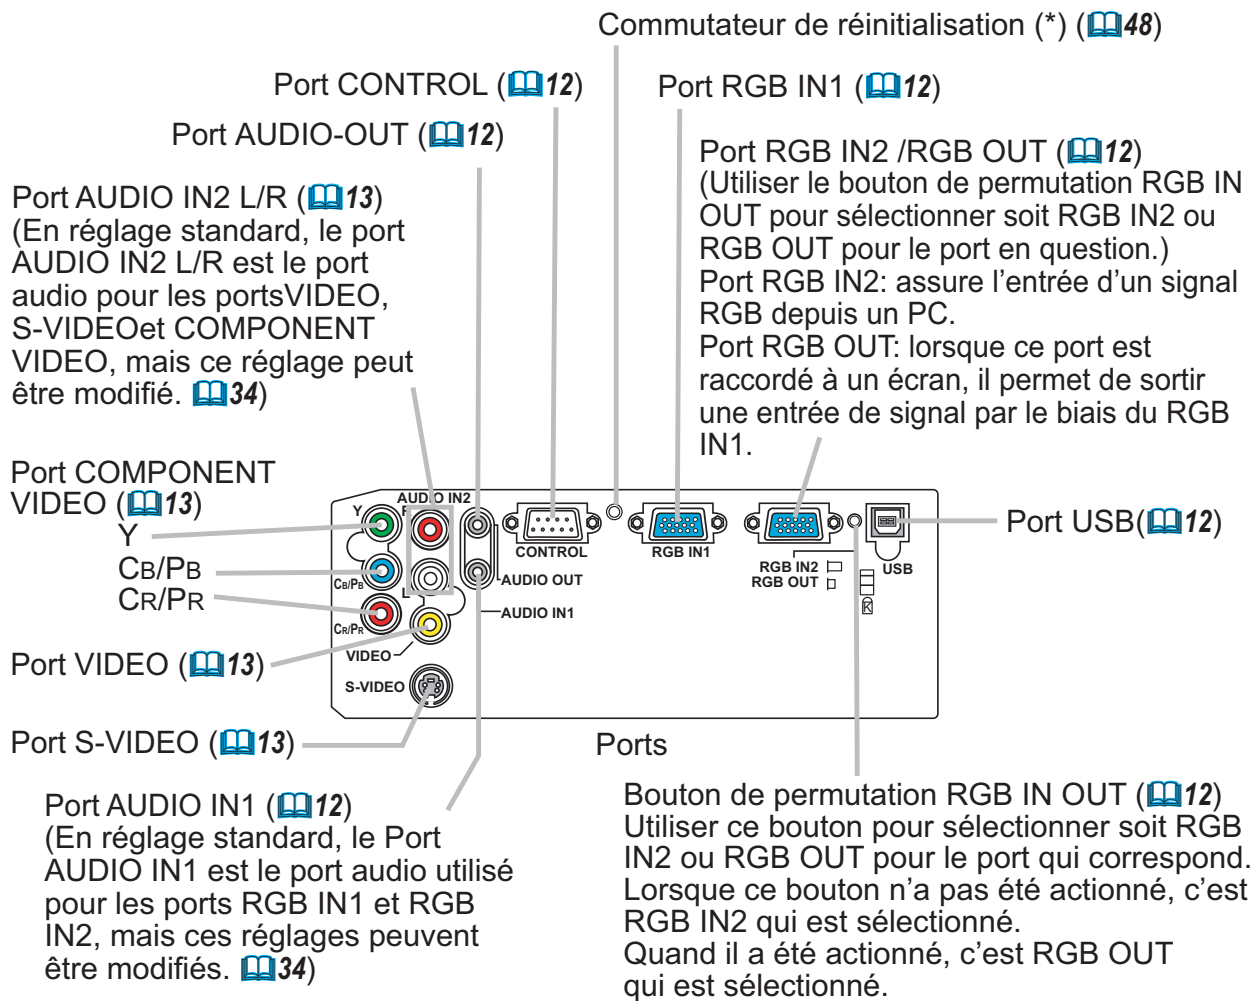 Commutateur de réinitialisation (*) (48)
Port CONTROL (12)
Port RGB IN1 (12)
Port AUDIO-OUT (12)
Port RGB IN2 /RGB OUT (12)
(Utiliser le bouton de permutation RGB IN
OUT pour sélectionner soit RGB IN2 ou
RGB OUT pour le port en question.)
Port RGB IN2: assure l’entrée d’un signal
RGB depuis un PC.
Port RGB OUT: lorsque ce port est
raccordé à un écran, il permet de sortir
une entrée de signal par le biais du RGB
IN1.
Port AUDIO IN2 L/R (13)
(En réglage standard, le port
AUDIO IN2 L/R est le port
audio pour les portsVIDEO,
S-VIDEOet COMPONENT
VIDEO, mais ce réglage peut
être modifié. 34)
Port COMPONENT
VIDEO (13)
Y
CB/PB
CR/PR
Port VIDEO (13)
Port S-VIDEO (13)
AUDIO IN2
Y
R
CB/PB
L
CR/PR
VIDEO
S-VIDEO
CONTROL
AUDIO OUT
AUDIO IN1
RGB IN1
RGB IN2
RGB OUT
USB
K
Port USB(12)
Ports
Port AUDIO IN1 (12)
(En réglage standard, le Port
AUDIO IN1 est le port audio utilisé
pour les ports RGB IN1 et RGB
IN2, mais ces réglages peuvent
être modifiés. 34)
Bouton de permutation RGB IN OUT (12)
Utiliser ce bouton pour sélectionner soit RGB
IN2 ou RGB OUT pour le port qui correspond.
Lorsque ce bouton n’a pas été actionné, c’est
RGB IN2 qui est sélectionné.
Quand il a été actionné, c’est RGB OUT
qui est sélectionné.